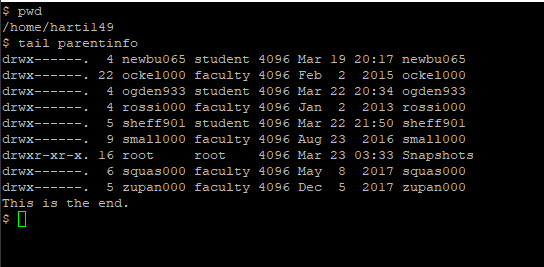 $ pwd
/home/harti149
$ tail parentinfo
drwx------.  4 newbu065 student 4096 Mar 19 20:17 newbu065
drwx------. 22 ockel000 faculty 4096 Feb  2  2015 ockel000
drwx------.  4 ogden933 student 4096 Mar 22 20:34 ogden933
drwx------.  4 rossi000 faculty 4096 Jan  2  2013 rossi000
drwx------.  5 sheff901 student 4096 Mar 22 21:50 sheff901
drwx------.  9 small000 faculty 4096 Aug 23  2016 small000
drwxr-xr-x. 16 root     root    4096 Mar 23 03:33 Snapshots
drwx------.  6 squas000 faculty 4096 May  8  2017 squas000
drwx------.  5 zupan000 faculty 4096 Dec  5  2017 zupan000
This is the end.
$